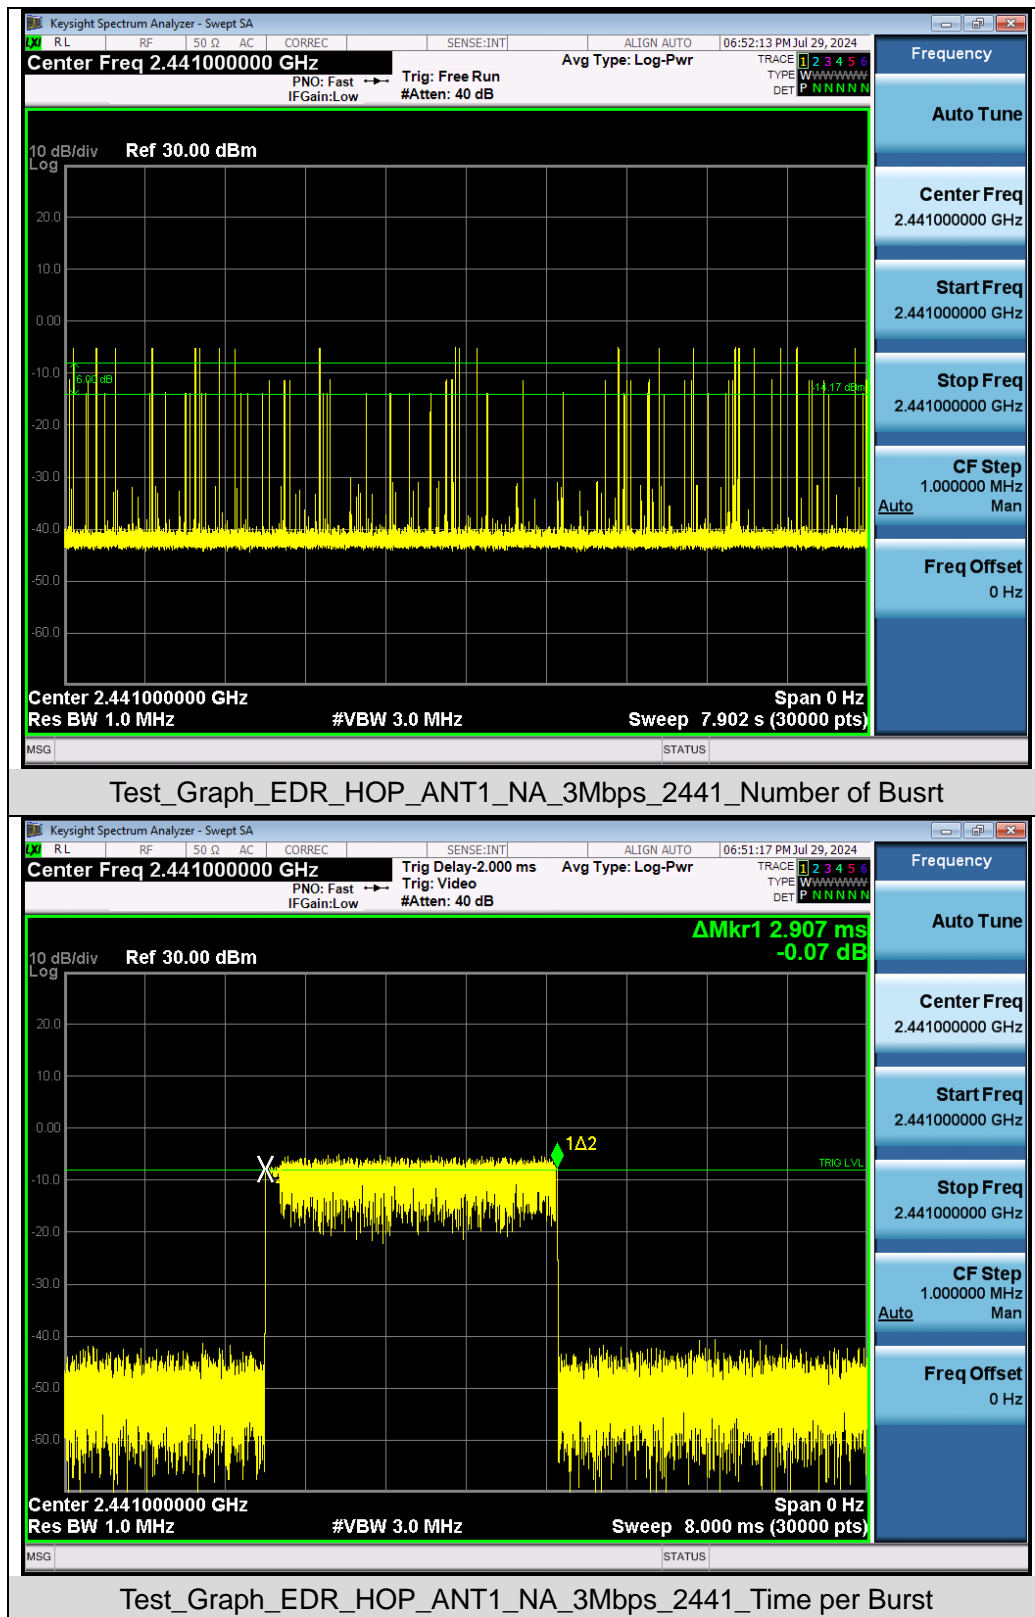 Keysight Spectrum Analyzer - Swept SA
LXI RL RF 50 Ω AC CORREC SENSE:INT ALIGN AUTO 06:52:13 PM Jul 29, 2024
Center Freq 2.441000000 GHz Avg Type: Log-Pwr TRACE 1 2 3 4 5 6
PNO: Fast Trig: Free Run TYPE WWWWWW
IFGain:Low #Atten: 40 dB DET P N N N N N
Frequency
Auto Tune
10 dB/div Ref 30.00 dBm
Log
20.0
10.0
0.00
-10.0
6.00 dB
-14.17 dBm
-20.0
-30.0
-40.0
-50.0
-60.0
Center 2.441000000 GHz Span 0 Hz
Res BW 1.0 MHz #VBW 3.0 MHz Sweep 7.902 s (30000 pts)
MSG STATUS
Center Freq
2.441000000 GHz
Start Freq
2.441000000 GHz
Stop Freq
2.441000000 GHz
CF Step
1.000000 MHz
Auto Man
Freq Offset
0 Hz
Test_Graph_EDR_HOP_ANT1_NA_3Mbps_2441_Number of Busrt
Keysight Spectrum Analyzer - Swept SA
LXI RL RF 50 Ω AC CORREC SENSE:INT ALIGN AUTO 06:51:17 PM Jul 29, 2024
Center Freq 2.441000000 GHz Trig Delay-2.000 ms Avg Type: Log-Pwr TRACE 1 2 3 4 5 6
PNO: Fast Trig: Video TYPE WWWWWW
IFGain:Low #Atten: 40 dB DET P N N N N N
Frequency
Auto Tune
ΔMkr1 2.907 ms
-0.07 dB
10 dB/div Ref 30.00 dBm
Log
20.0
10.0
0.00
1Δ2
TRIG LVL
-10.0
-20.0
-30.0
-40.0
-50.0
-60.0
Center 2.441000000 GHz Span 0 Hz
Res BW 1.0 MHz #VBW 3.0 MHz Sweep 8.000 ms (30000 pts)
MSG STATUS
Center Freq
2.441000000 GHz
Start Freq
2.441000000 GHz
Stop Freq
2.441000000 GHz
CF Step
1.000000 MHz
Auto Man
Freq Offset
0 Hz
Test_Graph_EDR_HOP_ANT1_NA_3Mbps_2441_Time per Burst